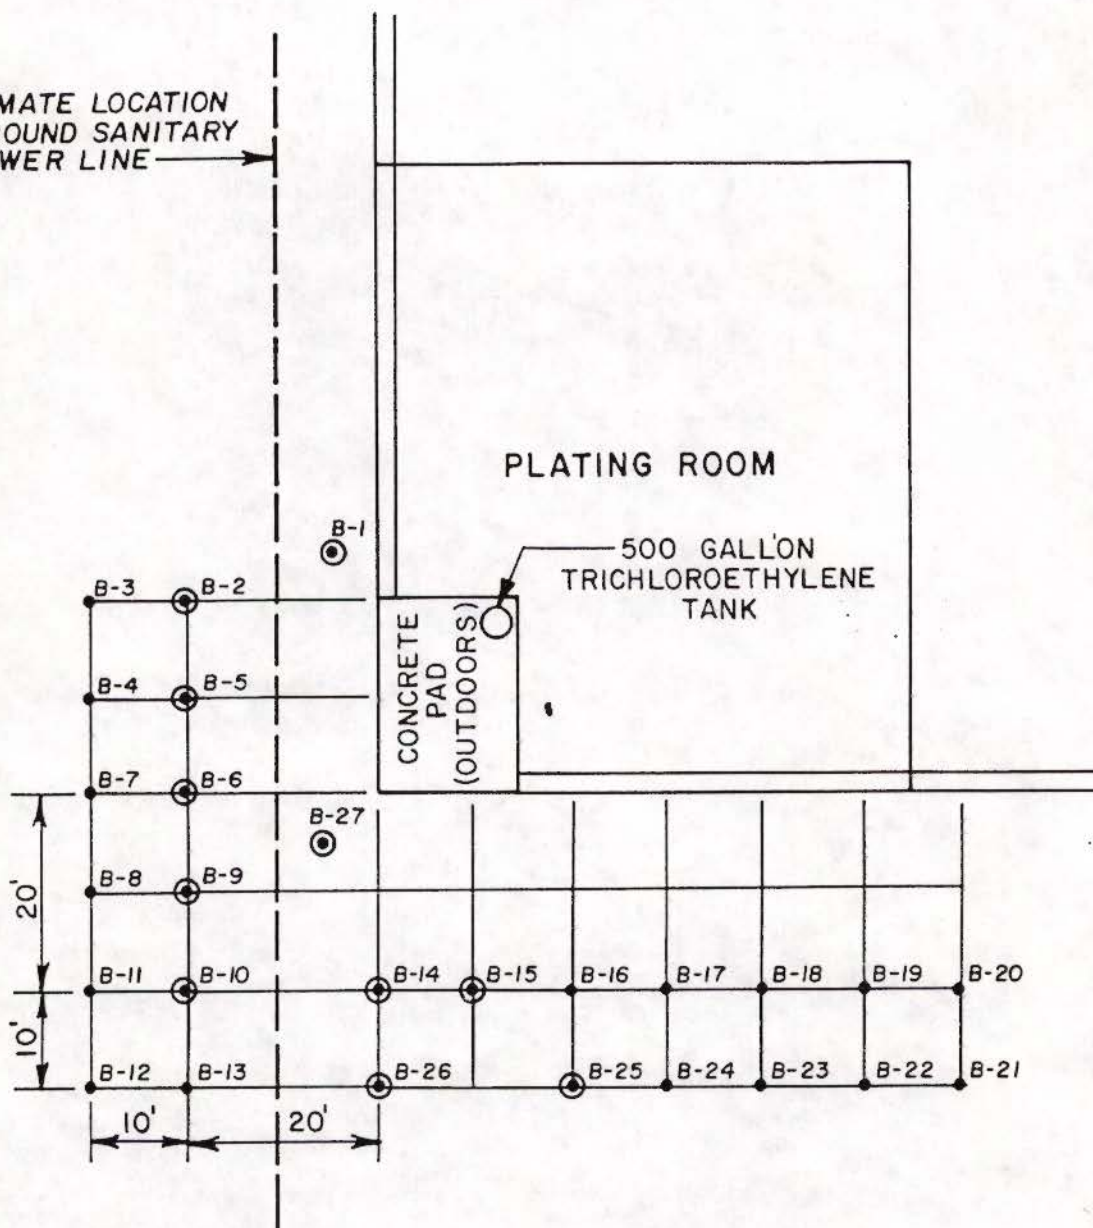 MATE LOCATION
OUND SANITARY
WER LINE
PLATING ROOM
B-1
500 GALLON
TRICHLOROETHYLENE
TANK
B-3
B-2
CONCRETE
PAD
(OUTDOORS)
B-4
B-5
B-7
B-6
B-27
20'
B-8
B-9
B-11
B-10
B-14
B-15
B-16
B-17
B-18
B-19
B-20
10'
B-12
B-13
B-26
B-25
B-24
B-23
B-22
B-21
10'
20'